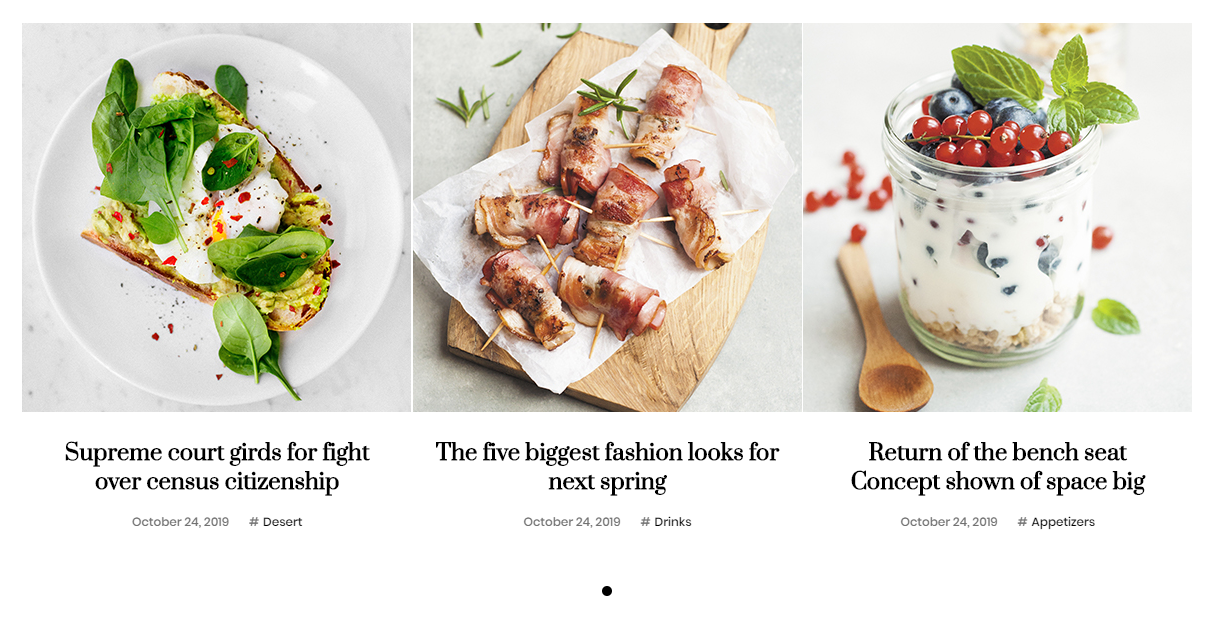 Supreme court girds for fight
over census citizenship
October 24, 2019 # Desert
The five biggest fashion looks for
next spring
October 24, 2019 # Drinks
Return of the bench seat
Concept shown of space big
October 24, 2019 # Appetizers